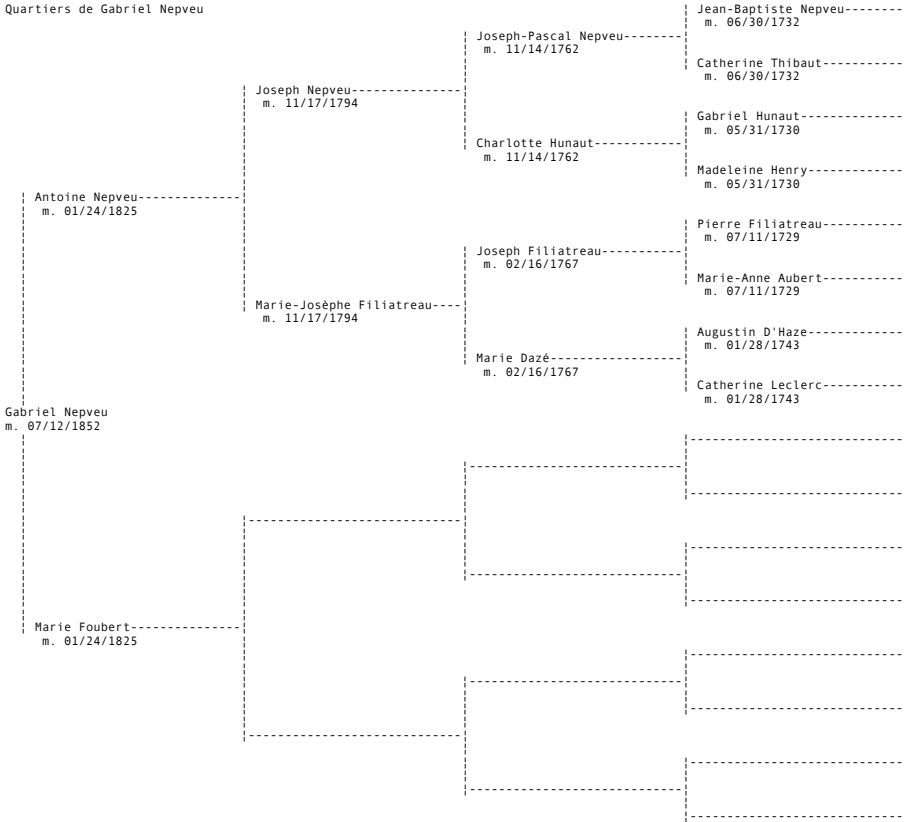 Quartiers de Gabriel Nepveu
Jean-Baptiste Nepveu
m. 06/30/1732
Joseph-Pascal Nepveu
m. 11/14/1762
Catherine Thibaut
m. 06/30/1732
Joseph Nepveu
m. 11/17/1794
Gabriel Hunaut
m. 05/31/1730
Charlotte Hunaut
m. 11/14/1762
Madeleine Henry
m. 05/31/1730
Antoine Nepveu
m. 01/24/1825
Pierre Filiatreau
m. 07/11/1729
Joseph Filiatreau
m. 02/16/1767
Marie-Anne Aubert
m. 07/11/1729
Marie-Josèphe Filiatreau
m. 11/17/1794
Augustin D'Haze
m. 01/28/1743
Marie Dazé
m. 02/16/1767
Catherine Leclerc
m. 01/28/1743
Gabriel Nepveu
m. 07/12/1852
Marie Foubert
m. 01/24/1825